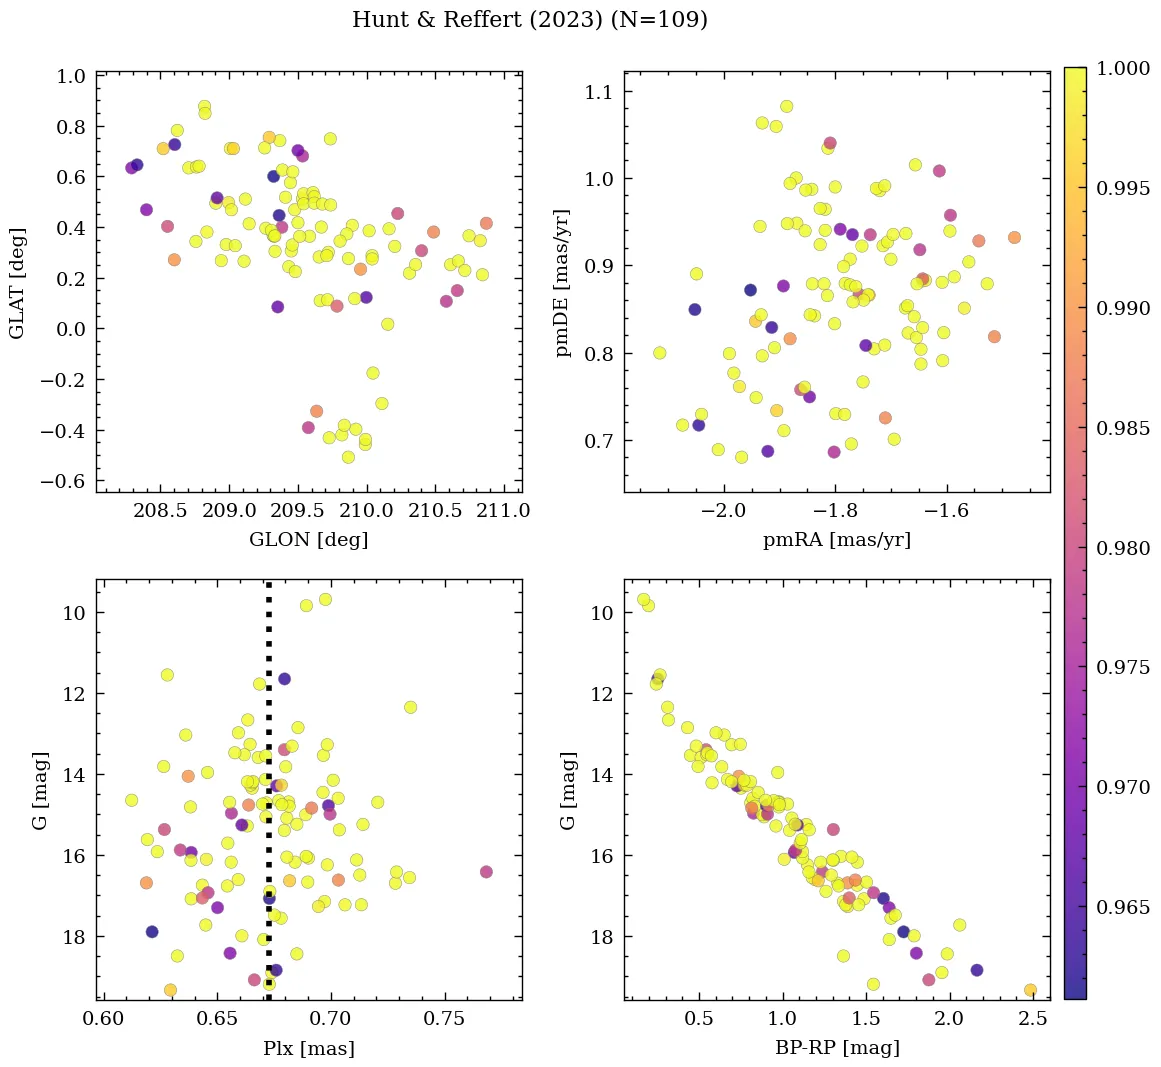 Hunt & Reffert (2023) (N=109)
1.0
0.8
0.6
0.4
0.2
0.0
−0.2
−0.4
−0.6
GLAT [deg]
208.5 209.0 209.5 210.0 210.5 211.0
GLON [deg]
1.1
1.0
0.9
0.8
0.7
pmDE [mas/yr]
−2.0 −1.8 −1.6
pmRA [mas/yr]
10
12
14
16
18
G [mag]
0.60 0.65 0.70 0.75
Plx [mas]
10
12
14
16
18
G [mag]
0.5 1.0 1.5 2.0 2.5
BP-RP [mag]
1.000
0.995
0.990
0.985
0.980
0.975
0.970
0.965